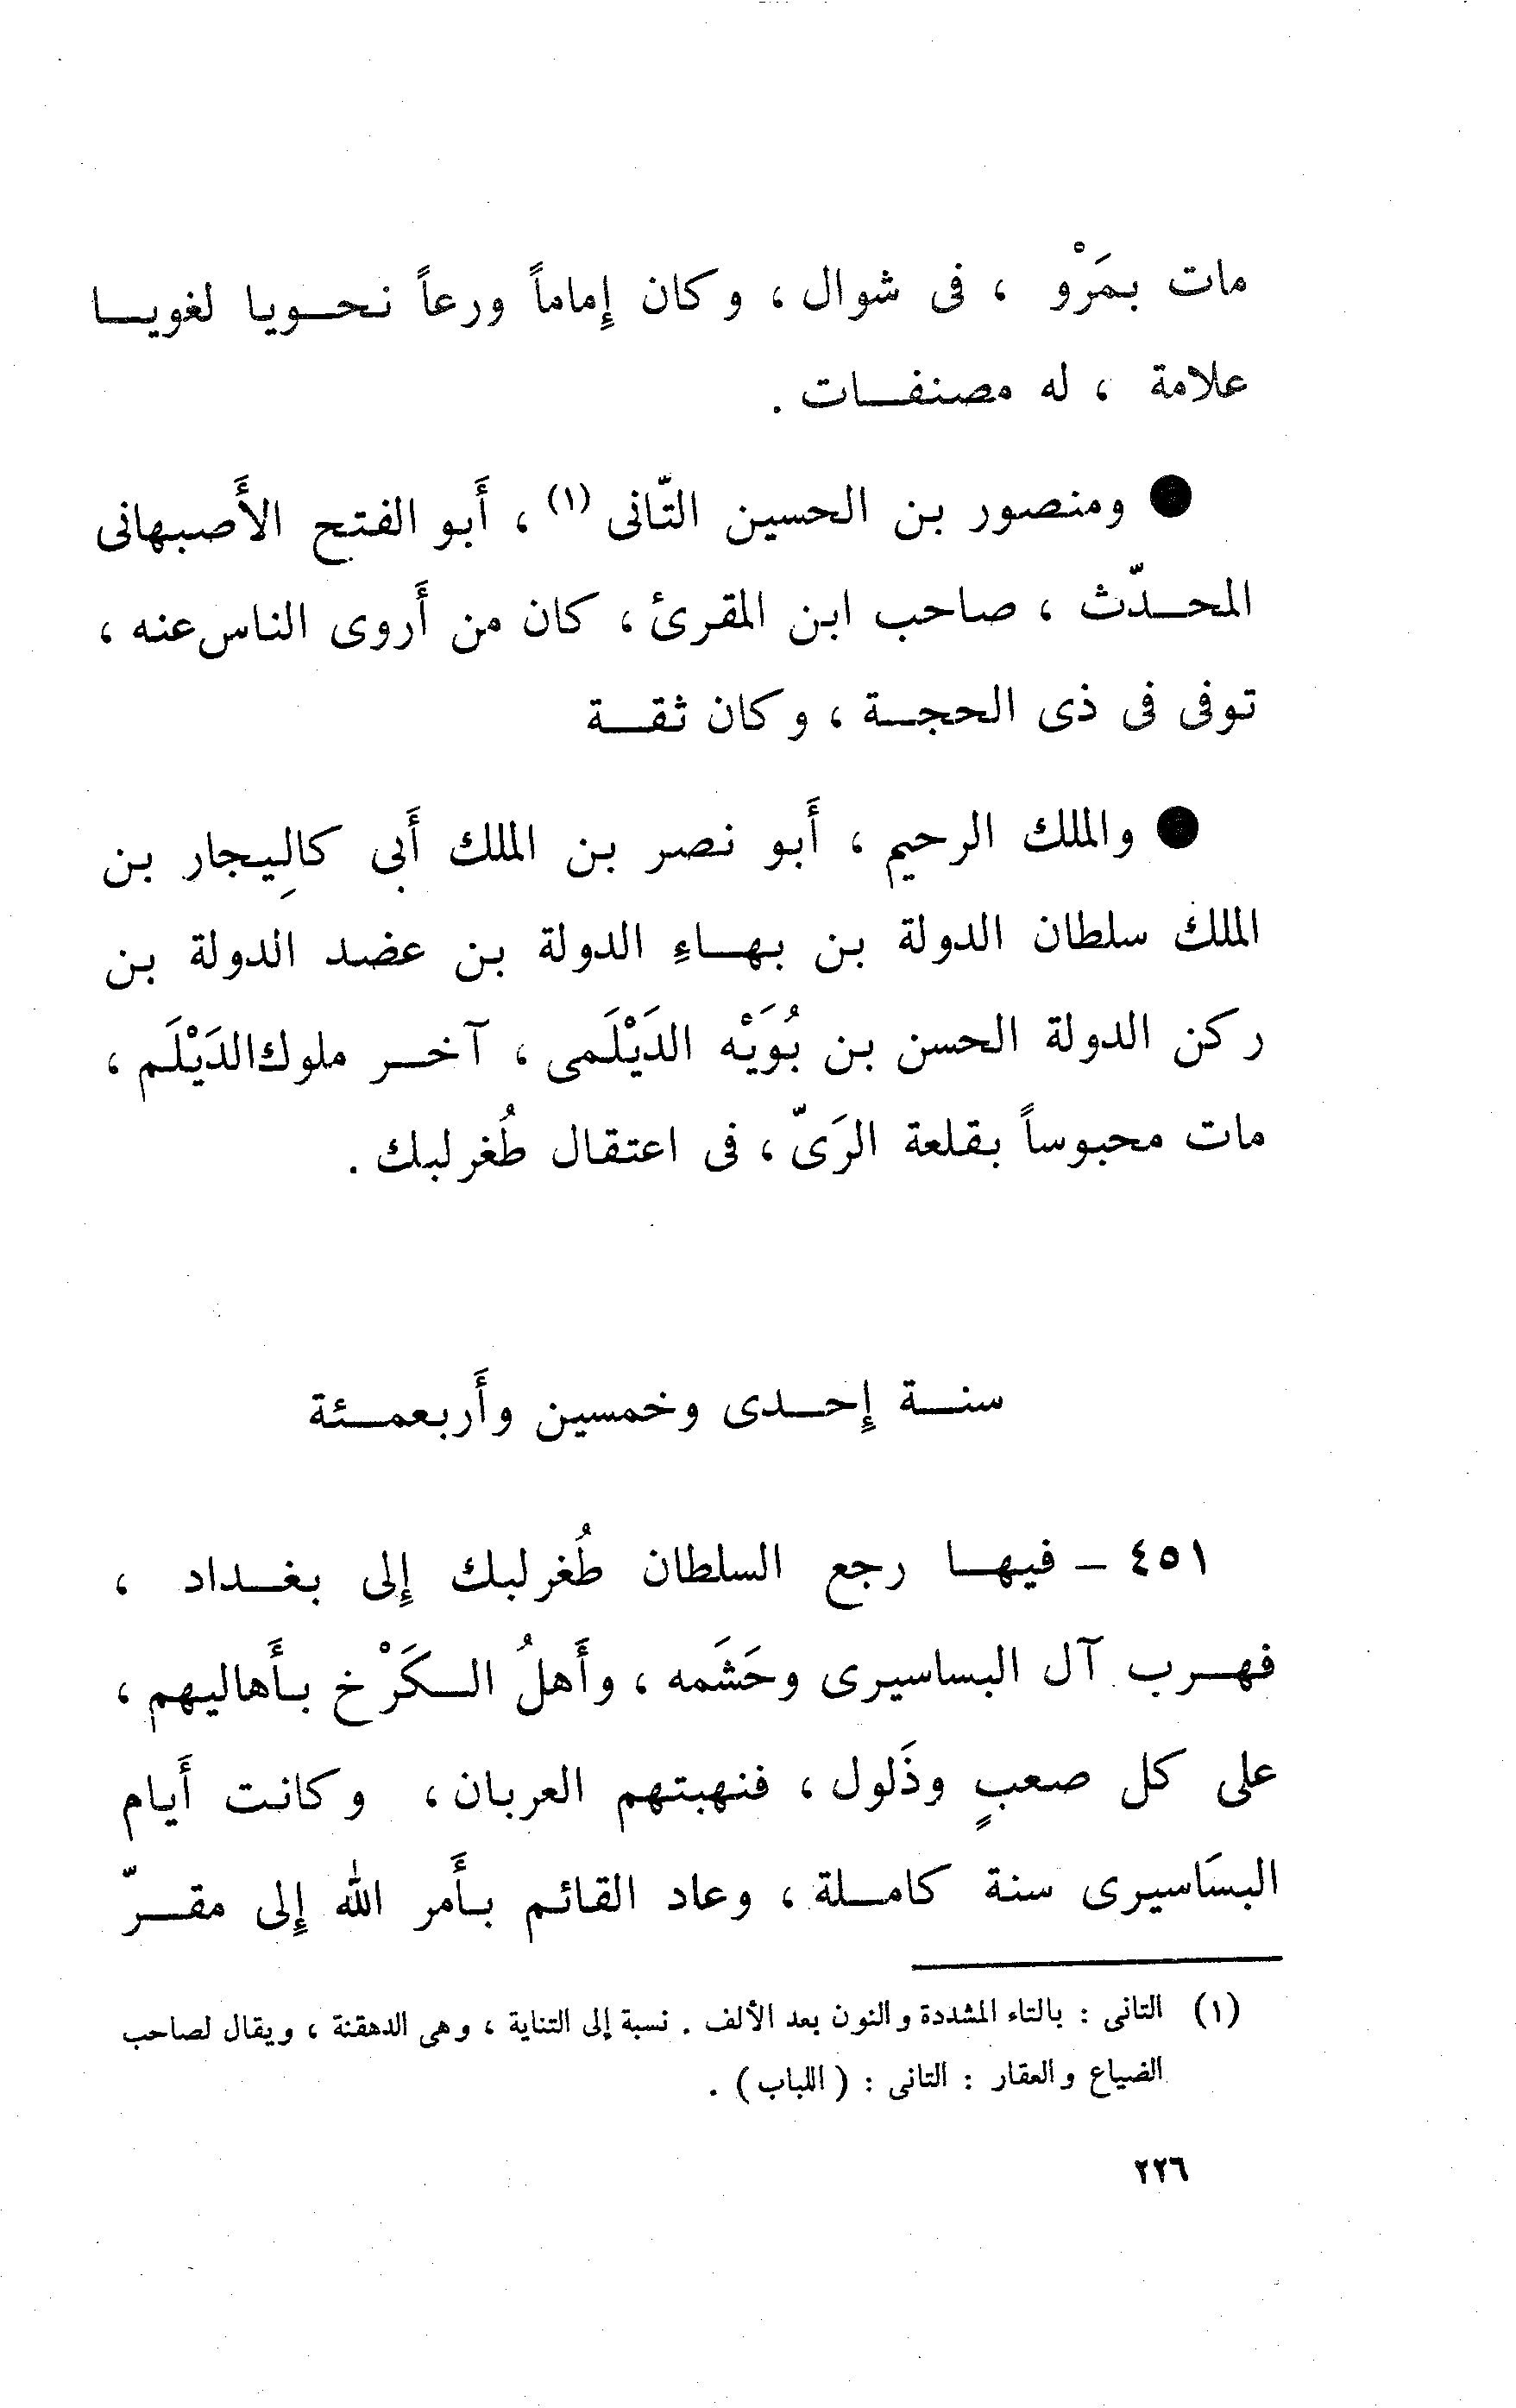 مات بمَرْو ، فى شوال ، وكان إِماماً ورعاً نحويا لغويا
علامة ، له مصنفات .
● ومنصور بن الحسين التّانى (١) ، أَبو الفتح الأَصبهانى
المحدّث ، صاحب ابن المقرئ ، كان من أَروى الناس عنه ،
توفى فى ذى الحجة ، وكان ثقة
● والملك الرحيم ، أَبو نصر بن الملك أَبى كالِيجار بن
الملك سلطان الدولة بن بهاءِ الدولة بن عضد الدولة بن
ركن الدولة الحسن بن بُوَيْه الدَيْلَمى ، آخر ملوك الدَيْلَم ،
مات محبوساً بقلعة الرَىّ ، فى اعتقال طُغرلبك .
سنة إِحدى وخمسين وأَربعمئة
٤٥١ – فيها رجع السلطان طُغرلبك إِلى بغداد ،
فهرب آل البساسيرى وحَشَمه ، وأَهلُ الكَرْخ بأَهاليهم ،
على كل صعبٍ وذَلول ، فنهبتهم العربان ، وكانت أَيام
البسَاسيرى سنة كاملة ، وعاد القائم بأَمر الله إِلى مقرّ
(١) التانى : بالتاء المشددة والنون بعد الألف . نسبة إلى التناية ، وهى الدهقنة ، ويقال لصاحب
الضياع والعقار : التانى : ( اللباب ) .
٢٢٦